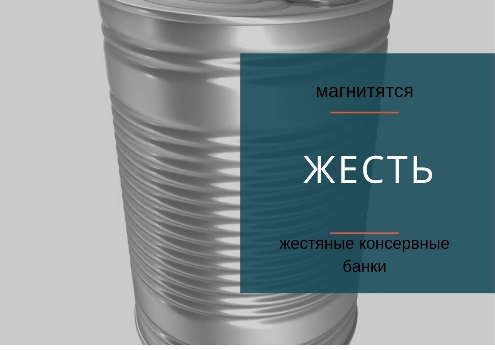 магнитятся
ЖЕСТЬ
жестяные консервные
банки